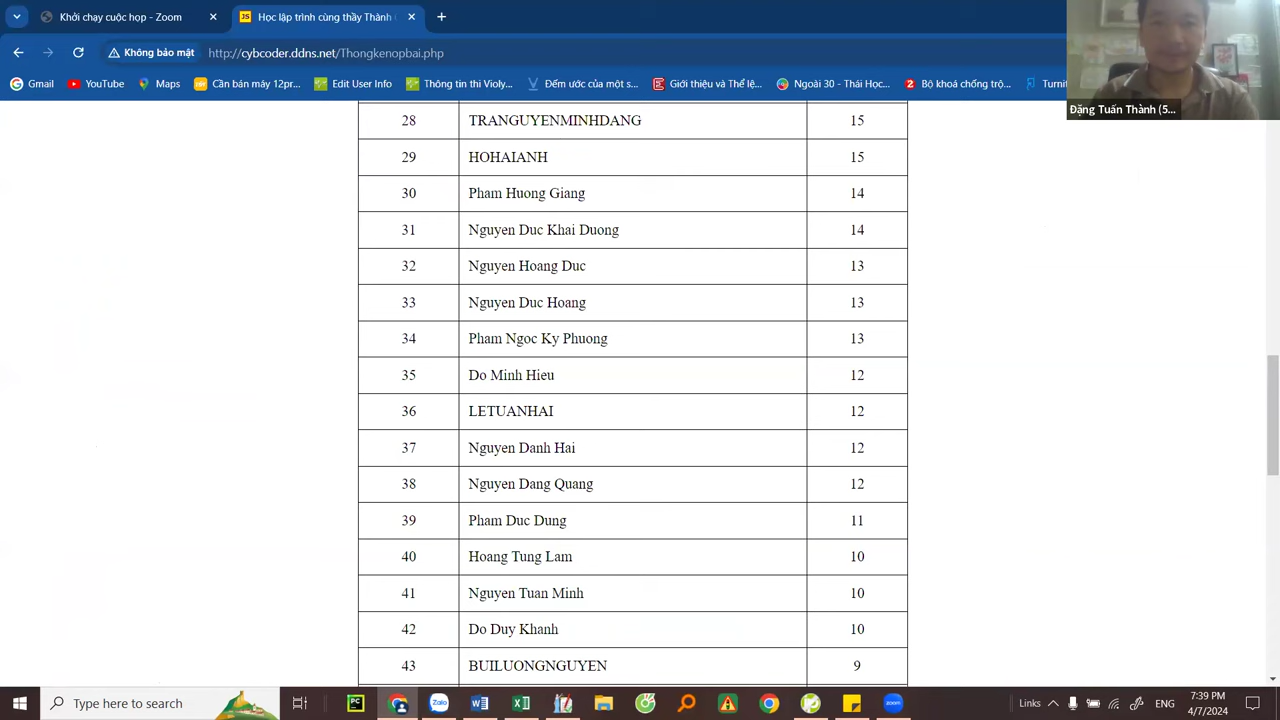 Khởi chạy cuộc họp - Zoom
Học lập trình cùng thầy Thành (
Không bảo mật
http://cybcoder.ddns.net/Thongkenopbai.php
Gmail
YouTube
Maps
Căn bán máy 12pr...
Edit User Info
Thông tin thi Violy...
Đếm ước của một s...
Giới thiệu và Thể lệ...
Ngoài 30 - Thái Học...
Bộ khoá chống trộ...
Turnit
Đặng Tuấn Thành (5...
28 TRANGUYENMINHDANG 15
29 HOHAIANH 15
30 Pham Huong Giang 14
31 Nguyen Duc Khai Duong 14
32 Nguyen Hoang Duc 13
33 Nguyen Duc Hoang 13
34 Pham Ngoc Ky Phuong 13
35 Do Minh Hieu 12
36 LETUANHAI 12
37 Nguyen Danh Hai 12
38 Nguyen Dang Quang 12
39 Pham Duc Dung 11
40 Hoang Tung Lam 10
41 Nguyen Tuan Minh 10
42 Do Duy Khanh 10
43 BUILUONGNGUYEN 9
Type here to search
Links
ENG
7:39 PM
4/7/2024